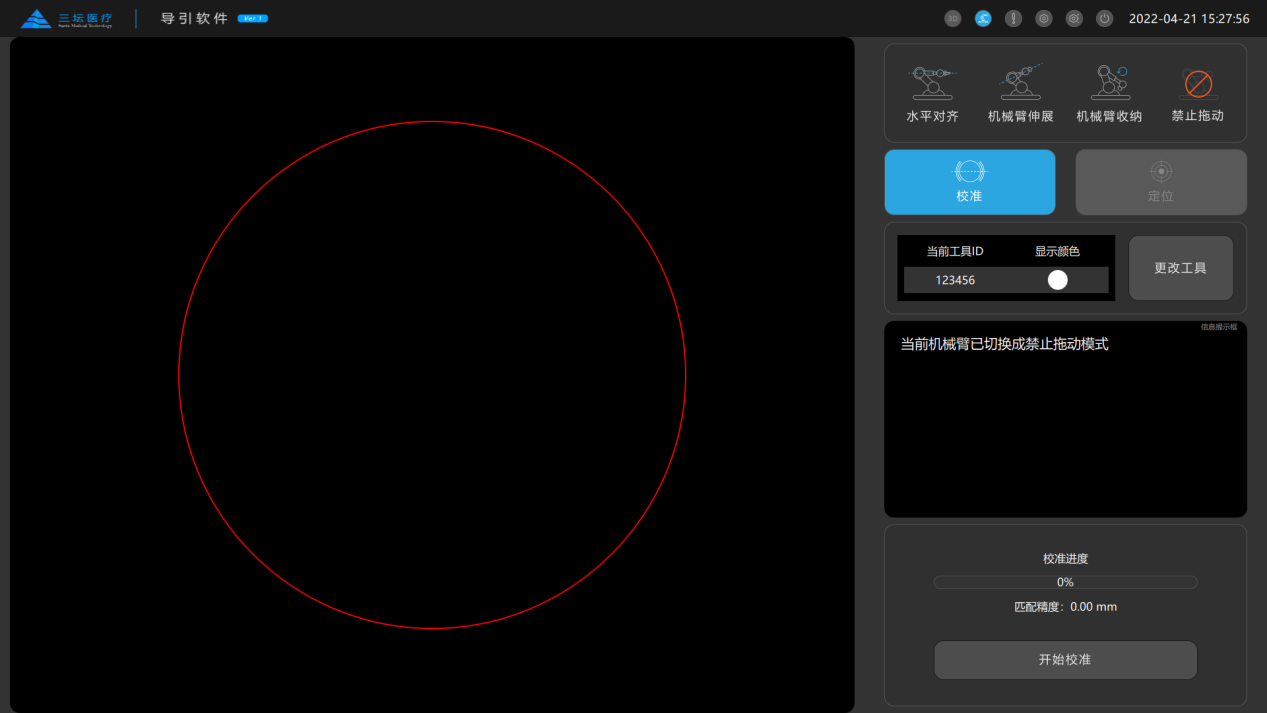 三坛医疗
Santa Medical Technology
导引软件 Ver 1
3D
2022-04-21 15:27:56
水平对齐 机械臂伸展 机械臂收纳 禁止拖动
校准 定位
当前工具ID 显示颜色
123456
更改工具
信息提示框
当前机械臂已切换成禁止拖动模式
校准进度
0%
匹配精度: 0.00 mm
开始校准